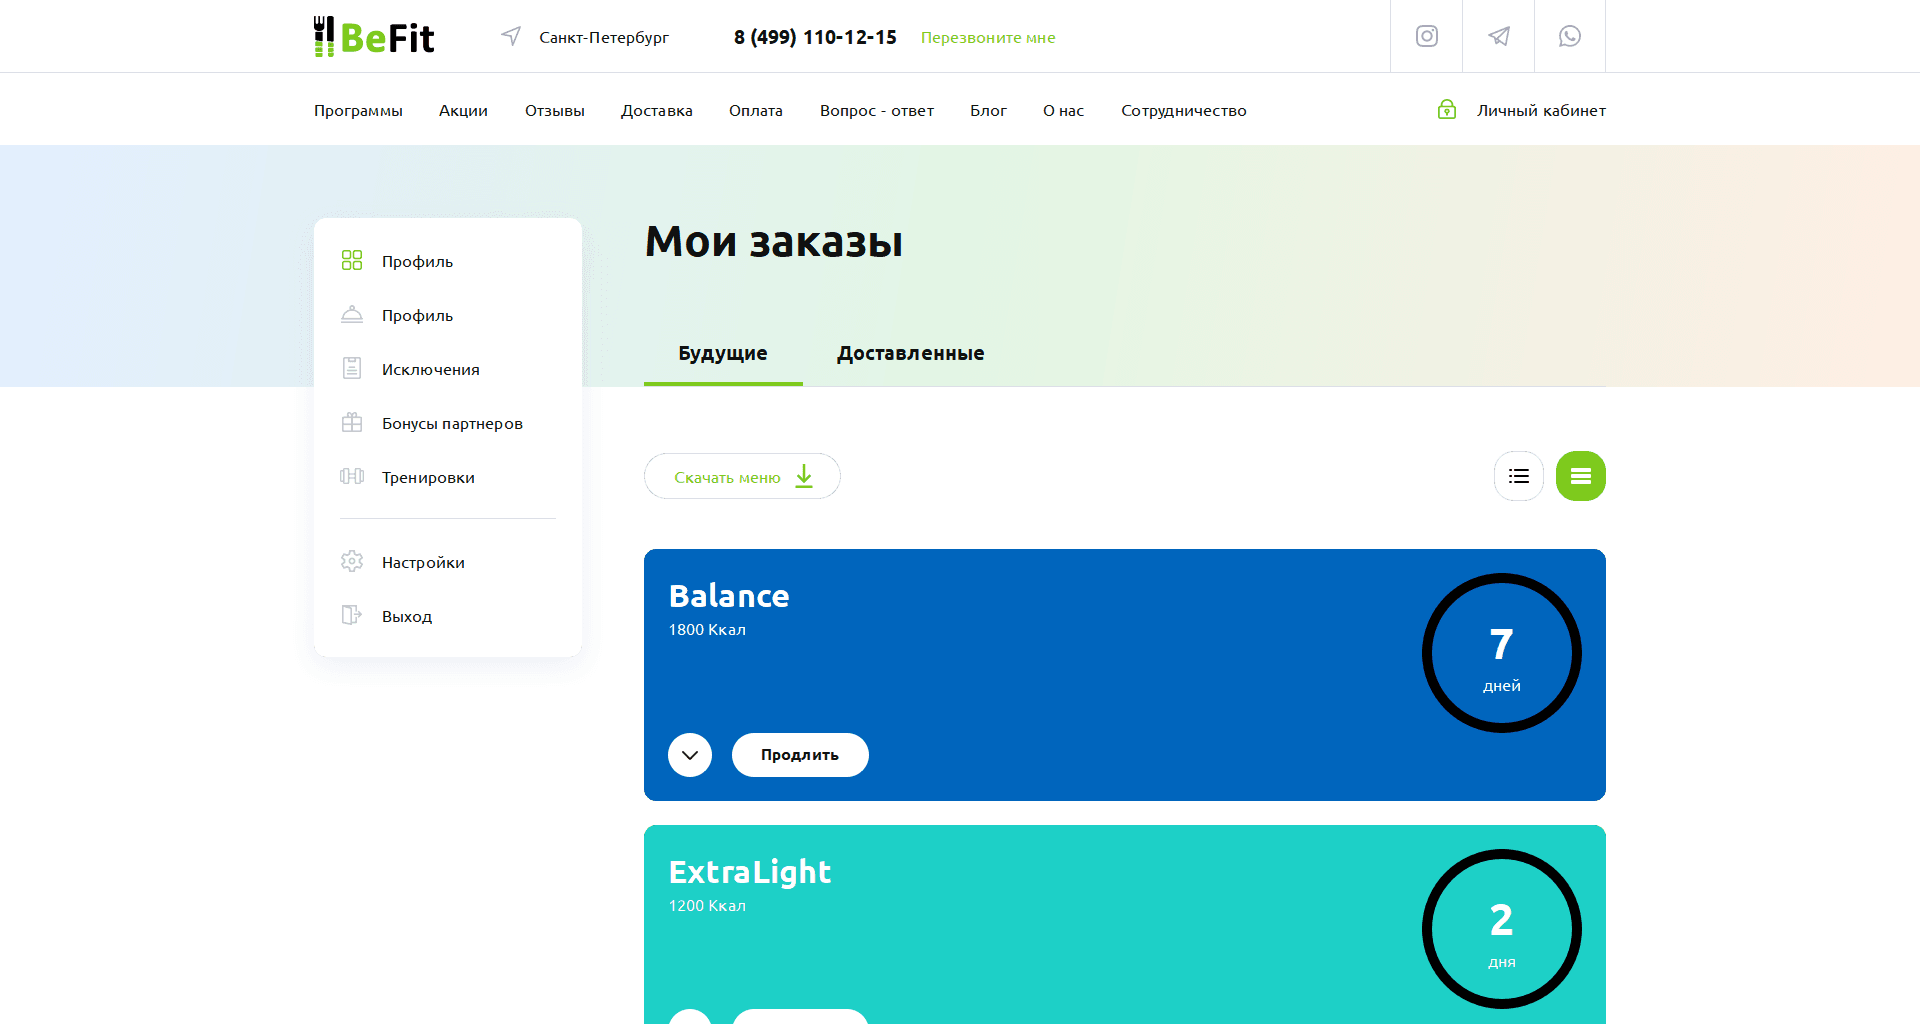 BeFit
Санкт-Петербург
8 (499) 110-12-15
Перезвоните мне
Программы
Акции
Отзывы
Доставка
Оплата
Вопрос - ответ
Блог
О нас
Сотрудничество
Личный кабинет
Профиль
Профиль
Исключения
Бонусы партнеров
Тренировки
Настройки
Выход
Мои заказы
Будущие
Доставленные
Скачать меню
Balance
1800 Ккал
7
дней
Продлить
ExtraLight
1200 Ккал
2
дня